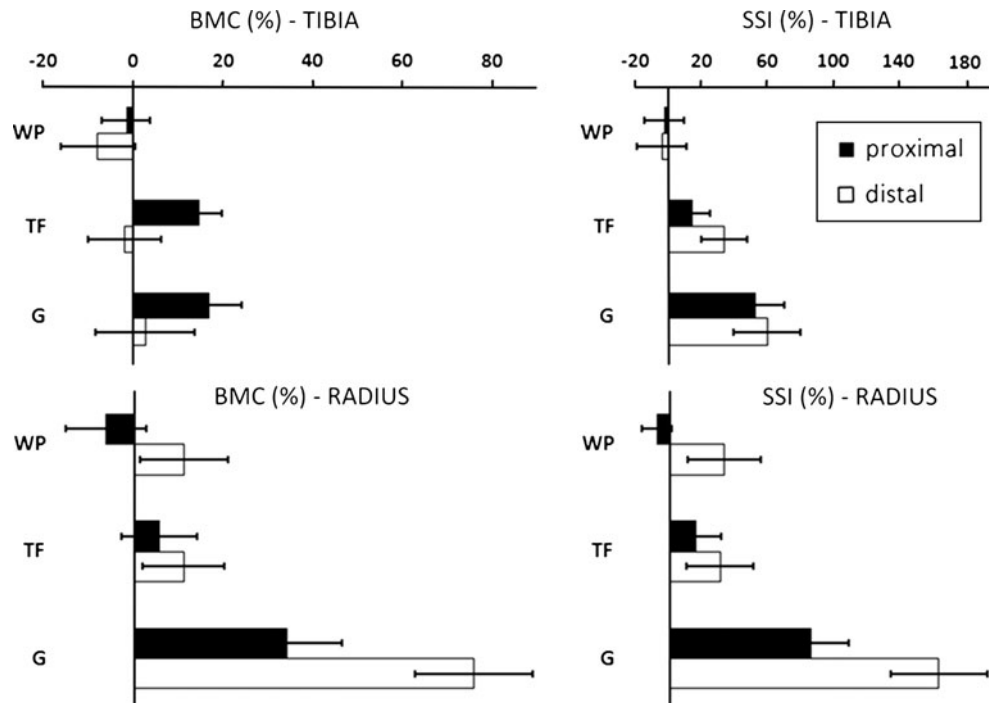 BMC (%) - TIBIA
-20 0 20 40 60 80
WP
TF
G
SSI (%) - TIBIA
-20 20 60 100 140 180
WP
TF
G
proximal
distal
BMC (%) - RADIUS
WP
TF
G
SSI (%) - RADIUS
WP
TF
G